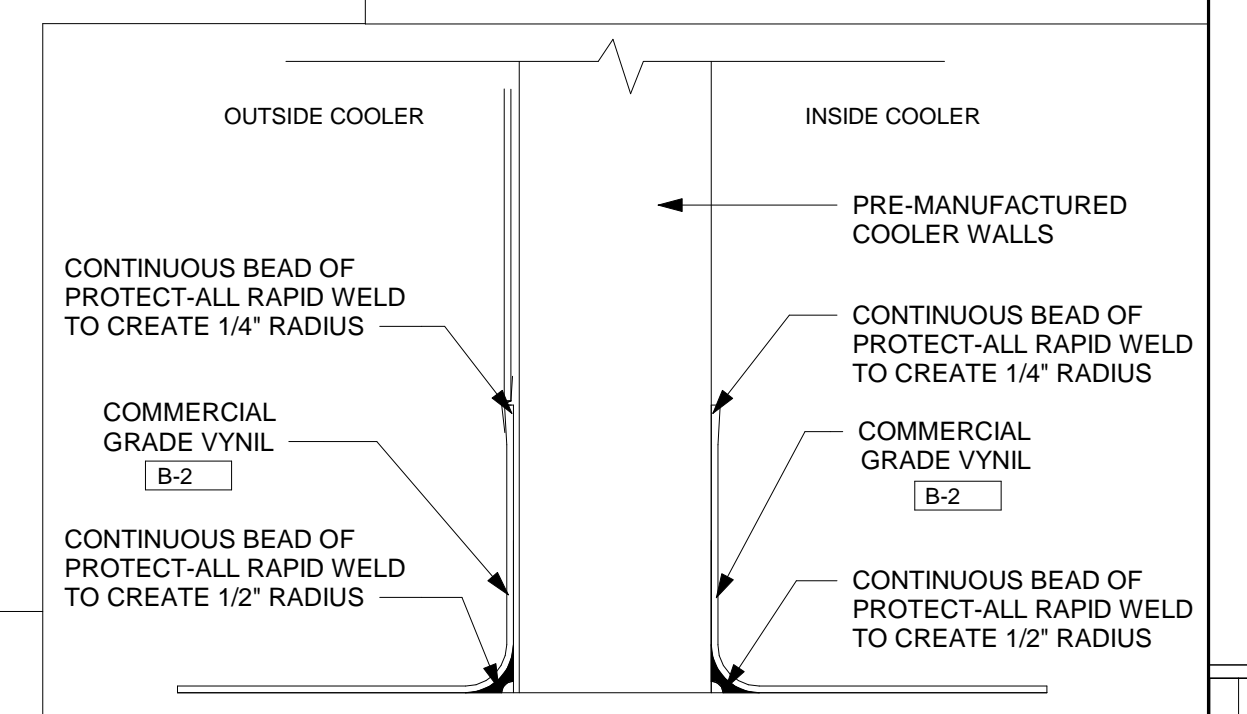 OUTSIDE COOLER
INSIDE COOLER
PRE-MANUFACTURED
COOLER WALLS
CONTINUOUS BEAD OF
PROTECT-ALL RAPID WELD
TO CREATE 1/4" RADIUS
CONTINUOUS BEAD OF
PROTECT-ALL RAPID WELD
TO CREATE 1/4" RADIUS
COMMERCIAL
GRADE VYNIL
B-2
COMMERCIAL
GRADE VYNIL
B-2
CONTINUOUS BEAD OF
PROTECT-ALL RAPID WELD
TO CREATE 1/2" RADIUS
CONTINUOUS BEAD OF
PROTECT-ALL RAPID WELD
TO CREATE 1/2" RADIUS